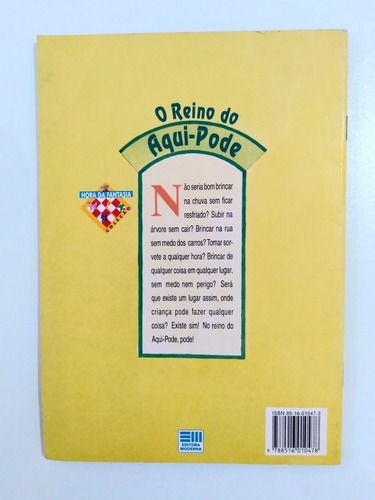 O Reino do
Aqui-Pode
HORA DA FANTASIA
COLEÇÃO
Não seria bom brincar
na chuva sem ficar
resfriado? Subir na
árvore sem cair? Brincar na rua
sem medo dos carros? Tomar sor-
vete a qualquer hora? Brincar de
qualquer coisa em qualquer lugar,
sem medo nem perigo? Será
que existe um lugar assim, onde
criança pode fazer qualquer
coisa? Existe sim! No reino do
Aqui-Pode, pode!
EDITORA
MODERNA
ISBN 85-16-01047-3
9 788516 010478